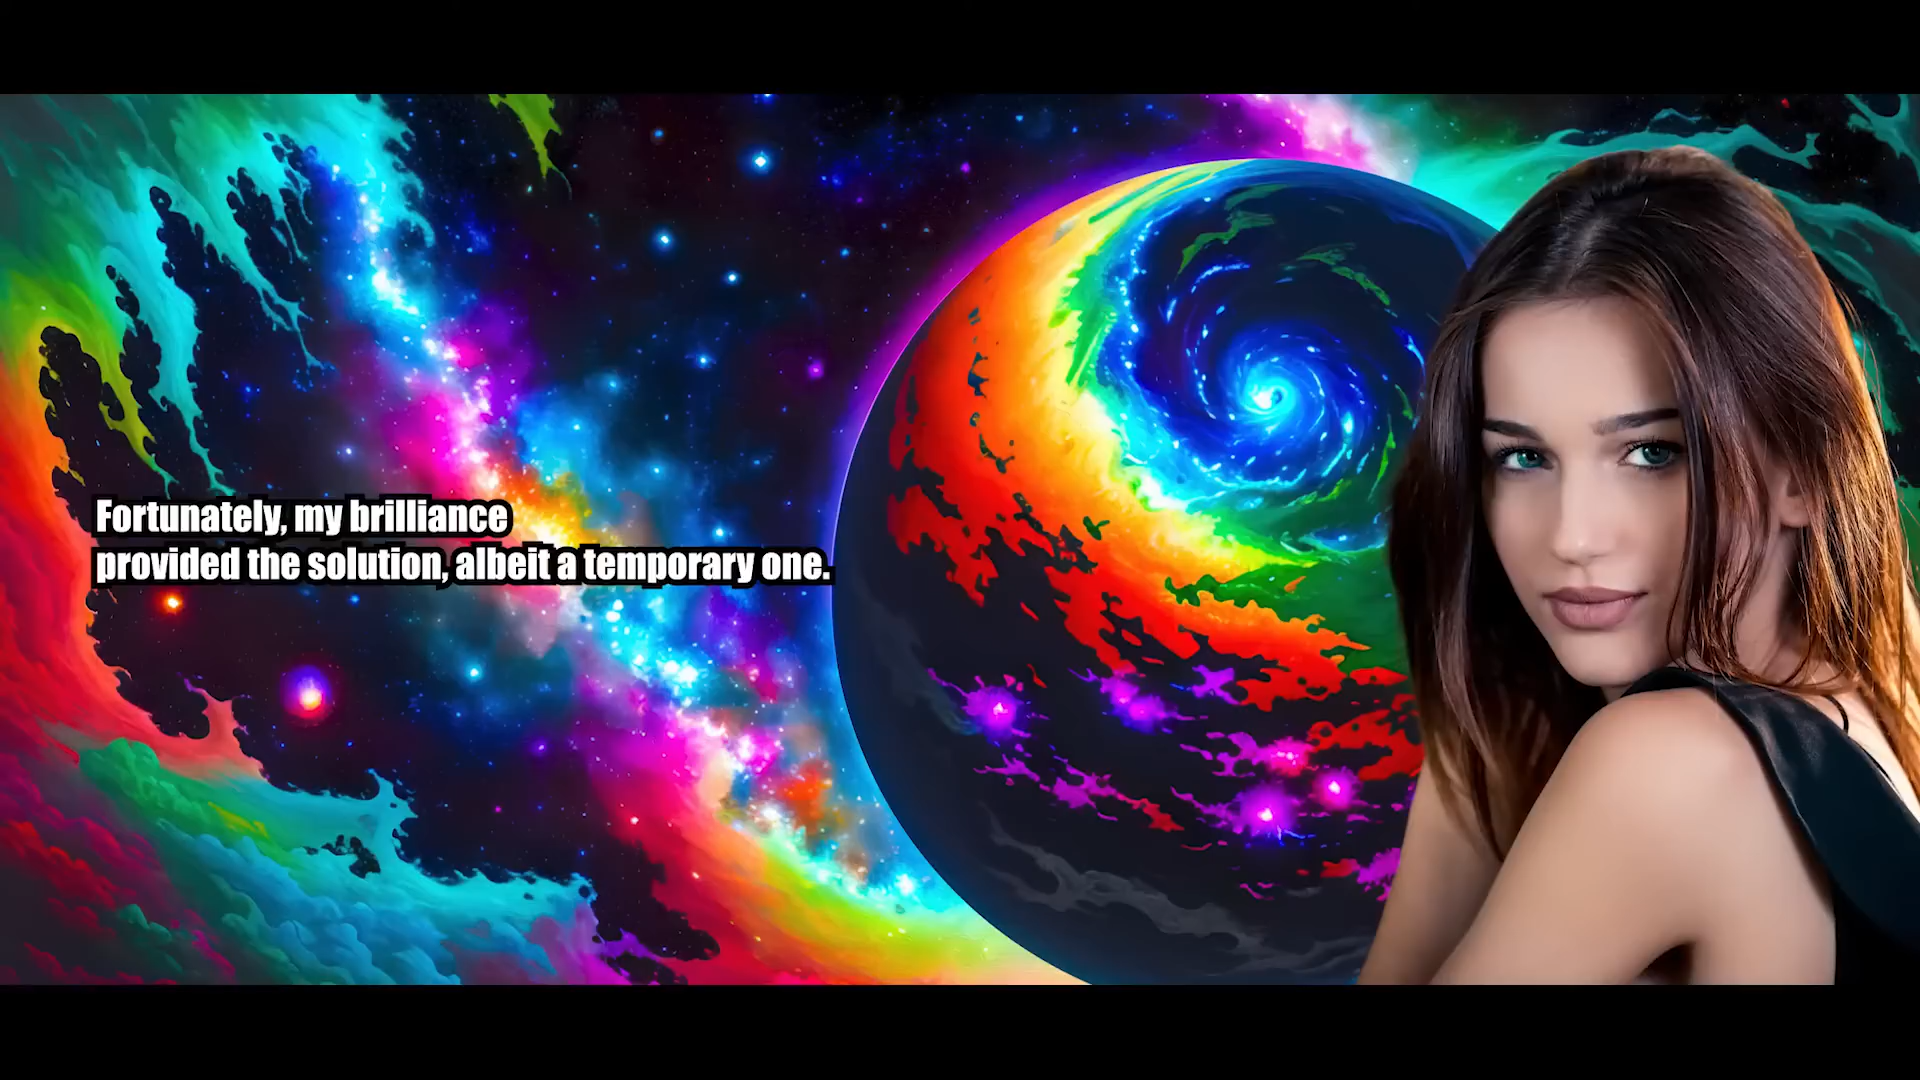 Fortunately, my brilliance
provided the solution, albeit a temporary one.